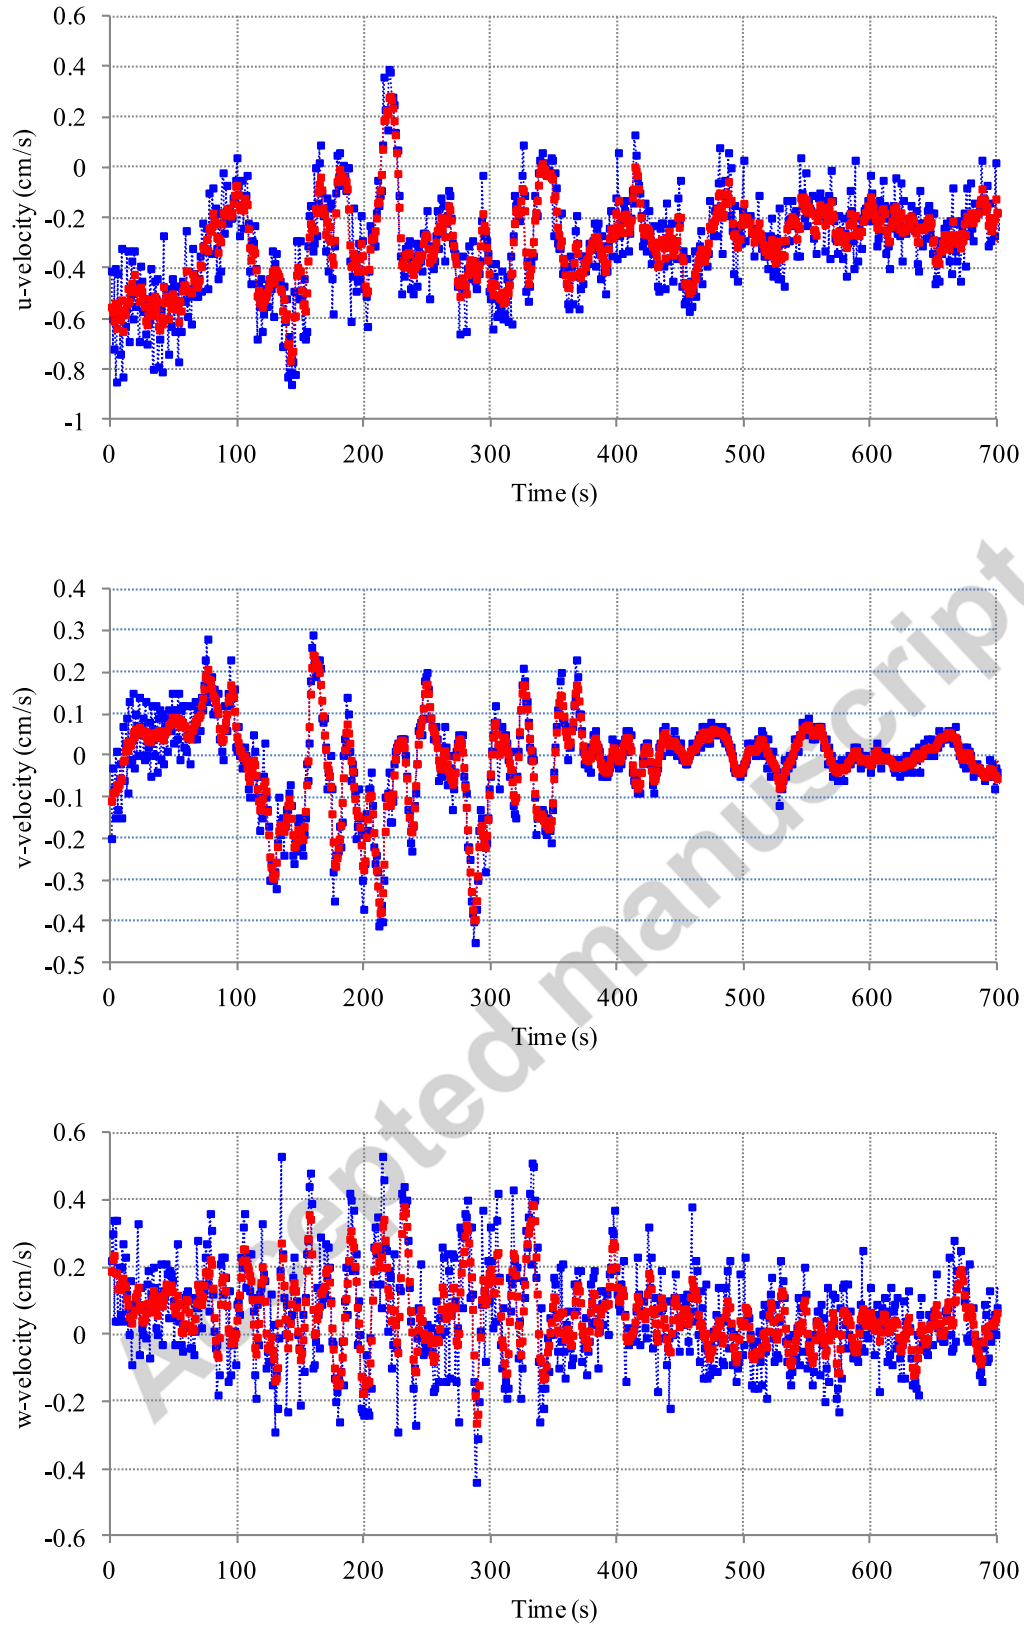 0.6
0.4
0.2
0
-0.2
-0.4
-0.6
-0.8
-1
u-velocity (cm/s)
0 100 200 300 400 500 600 700
Time (s)
0.4
0.3
0.2
0.1
0
-0.1
-0.2
-0.3
-0.4
-0.5
v-velocity (cm/s)
0 100 200 300 400 500 600 700
Time (s)
0.6
0.4
0.2
0
-0.2
-0.4
-0.6
w-velocity (cm/s)
0 100 200 300 400 500 600 700
Time (s)
Accepted manuscript